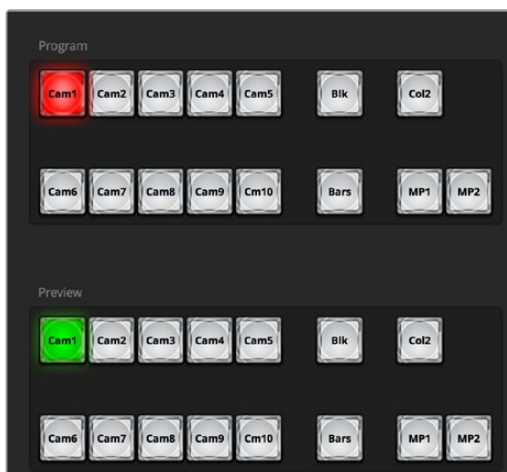 Program
Cam1 Cam2 Cam3 Cam4 Cam5 Blk Col2
Cam6 Cam7 Cam8 Cam9 Cm10 Bars MP1 MP2
Preview
Cam1 Cam2 Cam3 Cam4 Cam5 Blk Col2
Cam6 Cam7 Cam8 Cam9 Cm10 Bars MP1 MP2